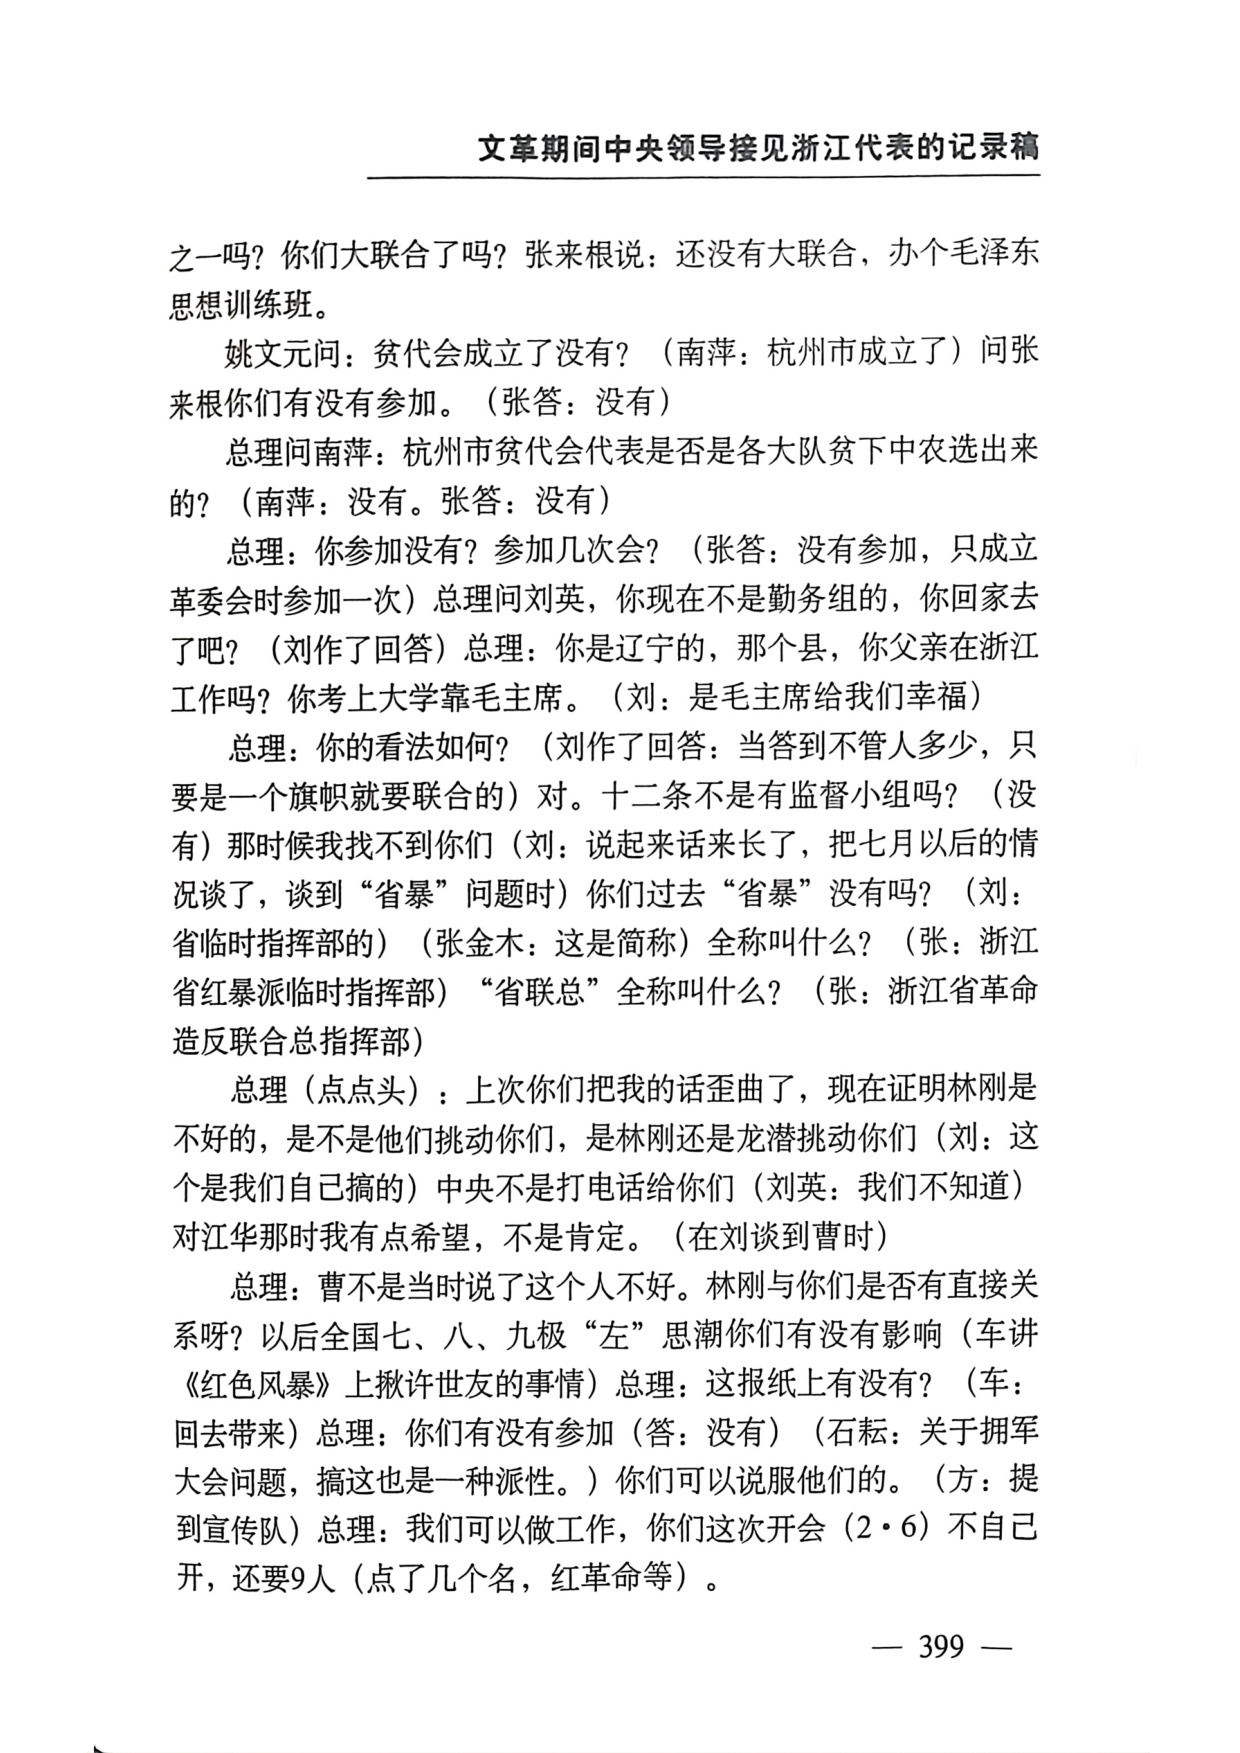 文革期间中央领导接见浙江代表的记录稿
之一吗？你们大联合了吗？张来根说：还没有大联合，办个毛泽东
思想训练班。
姚文元问：贫代会成立了没有？（南萍：杭州市成立了）问张
来根你们有没有参加。（张答：没有）
总理问南萍：杭州市贫代会代表是否是各大队贫下中农选出来
的？（南萍：没有。张答：没有）
总理：你参加没有？参加几次会？（张答：没有参加，只成立
革委会时参加一次）总理问刘英，你现在不是勤务组的，你回家去
了吧？（刘作了回答）总理：你是辽宁的，那个县，你父亲在浙江
工作吗？你考上大学靠毛主席。（刘：是毛主席给我们幸福）
总理：你的看法如何？（刘作了回答：当答到不管人多少，只
要是一个旗帜就要联合的）对。十二条不是有监督小组吗？（没
有）那时候我找不到你们（刘：说起来话来长了，把七月以后的情
况谈了，谈到“省暴”问题时）你们过去“省暴”没有吗？（刘：
省临时指挥部的）（张金木：这是简称）全称叫什么？（张：浙江
省红暴派临时指挥部）“省联总”全称叫什么？（张：浙江省革命
造反联合总指挥部）
总理（点点头）：上次你们把我的话歪曲了，现在证明林刚是
不好的，是不是他们挑动你们，是林刚还是龙潜挑动你们（刘：这
个是我们自己搞的）中央不是打电话给你们（刘英：我们不知道）
对江华那时我有点希望，不是肯定。（在刘谈到曹时）
总理：曹不是当时说了这个人不好。林刚与你们是否有直接关
系呀？以后全国七、八、九极“左”思潮你们有没有影响（车讲
《红色风暴》上揪许世友的事情）总理：这报纸上有没有？（车：
回去带来）总理：你们有没有参加（答：没有）（石耘：关于拥军
大会问题，搞这也是一种派性。）你们可以说服他们的。（方：提
到宣传队）总理：我们可以做工作，你们这次开会（2·6）不自己
开，还要9人（点了几个名，红革命等）。
— 399 —